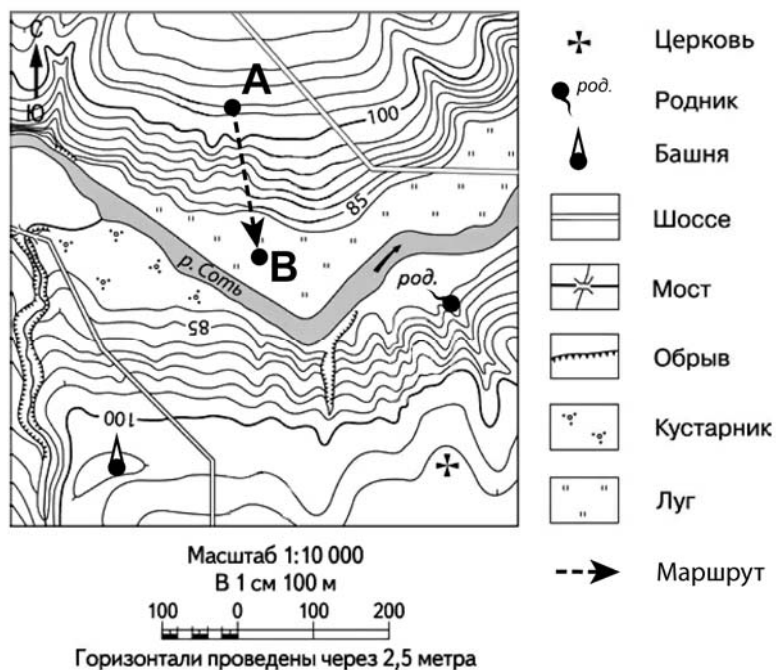 С
Ю
А
100
85
В
р. Соть
род.
85
100
Церковь
род.
Родник
Башня
Шоссе
Мост
Обрыв
Кустарник
Луг
Маршрут
Масштаб 1:10 000
В 1 см 100 м
100 0 100 200
Горизонтали проведены через 2,5 метра